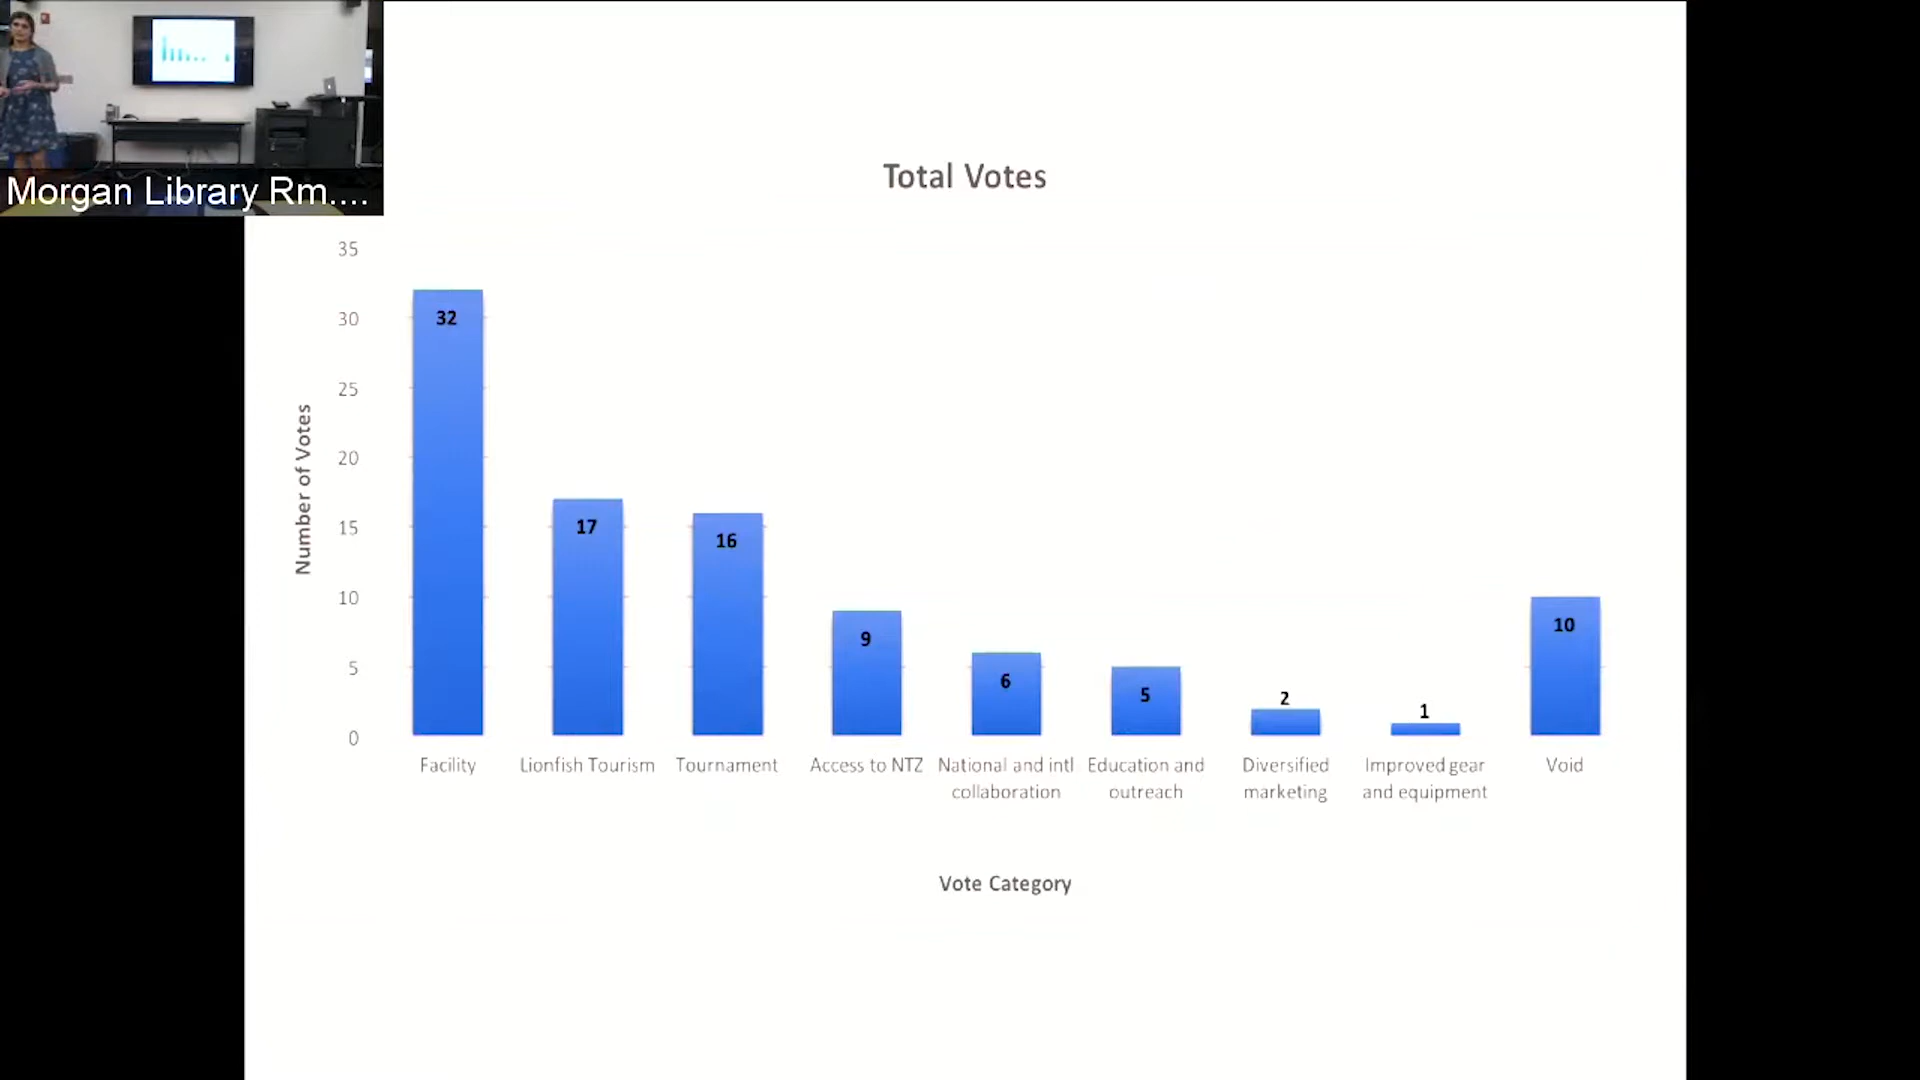 Morgan Library Rm....
Total Votes
Number of Votes
35
30
25
20
15
10
5
0
32
17
16
9
6
5
2
1
10
Facility
Lionfish Tourism
Tournament
Access to NTZ
National and intl
collaboration
Education and
outreach
Diversified
marketing
Improved gear
and equipment
Void
Vote Category